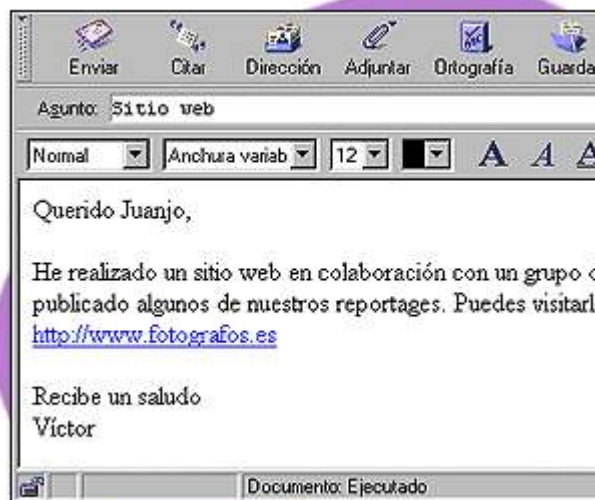 Enviar Citar Dirección Adjuntar Ortografía Guarda
Asunto: Sitio web
Normal Anchura variab 12 A A A
Querido Juanjo,
He realizado un sitio web en colaboración con un grupo
publicado algunos de nuestros reportages. Puedes visitarl
http://www.fotografos.es
Recibe un saludo
Víctor
Documento: Ejecutado